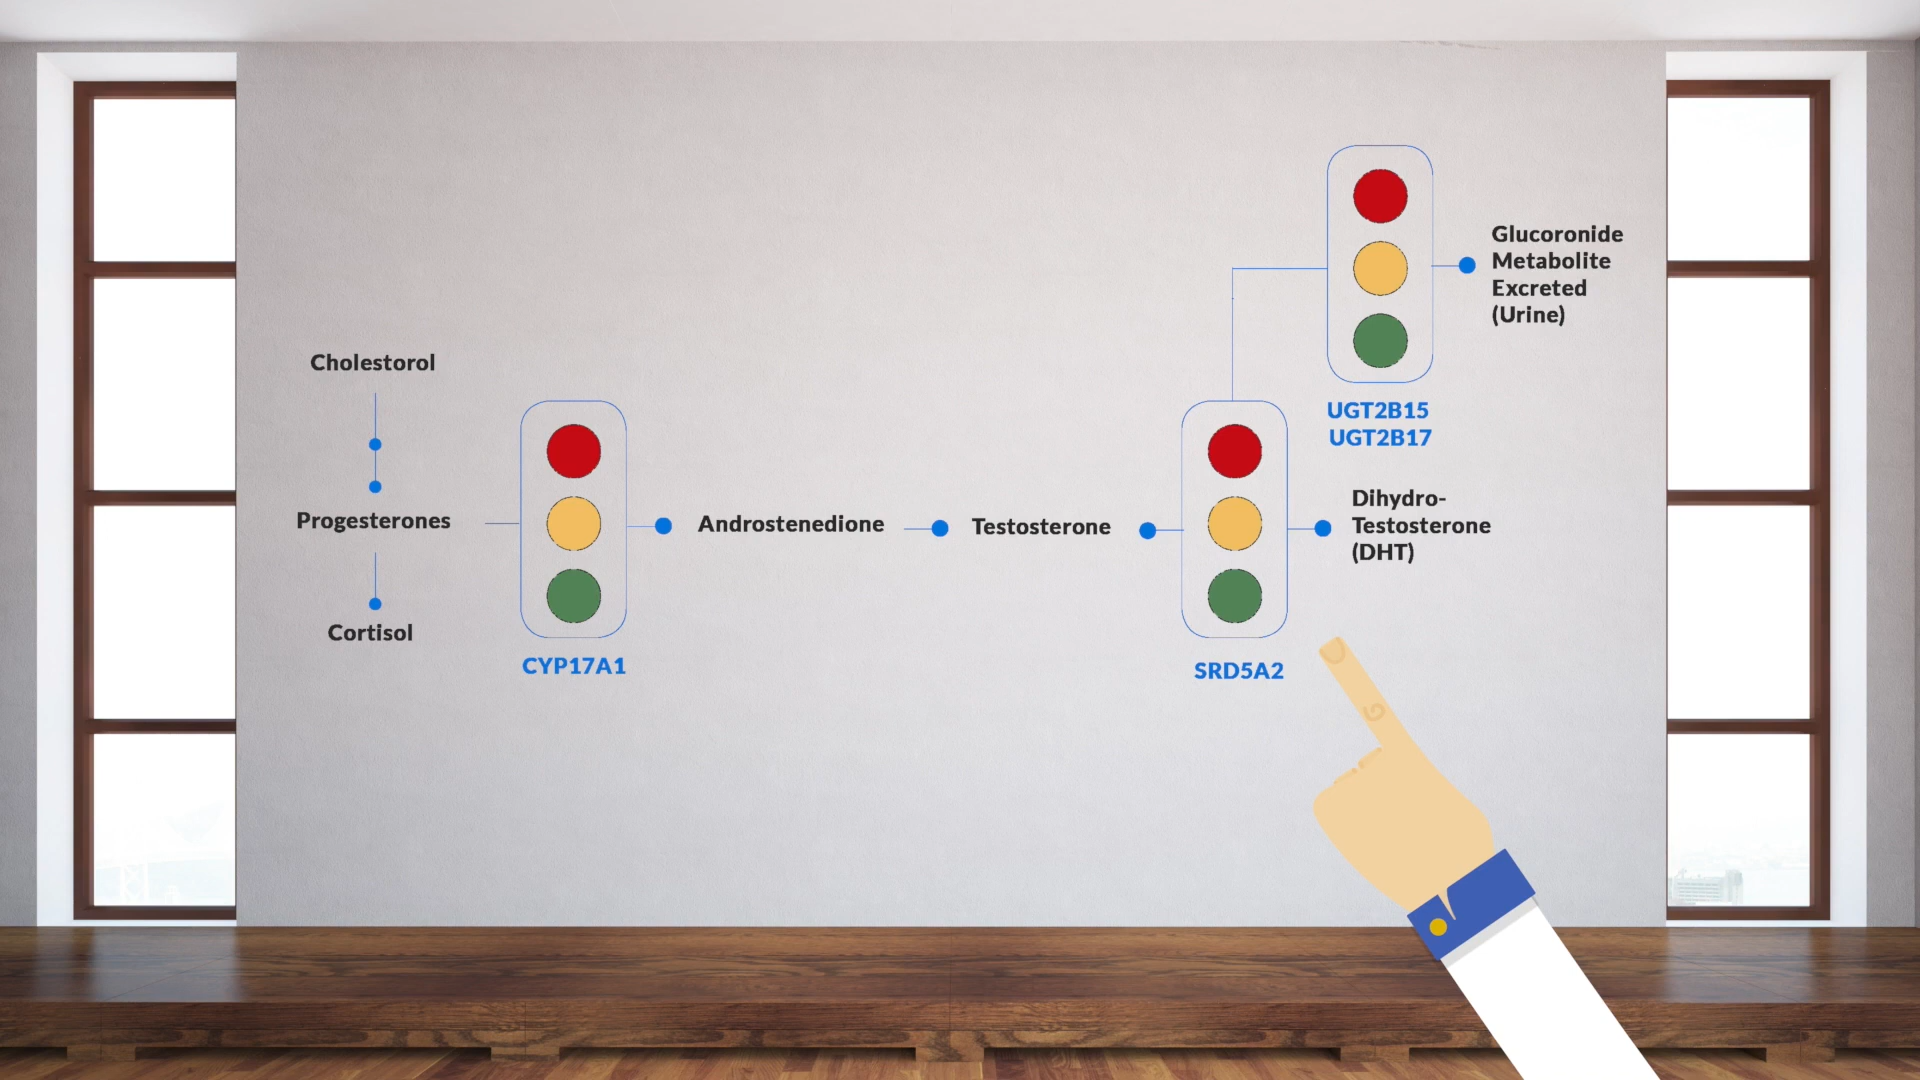 Cholestorol
Progesterones
Cortisol
CYP17A1
Androstenedione
Testosterone
SRD5A2
Glucoronide
Metabolite
Excreted
(Urine)
UGT2B15
UGT2B17
Dihydro-
Testosterone
(DHT)